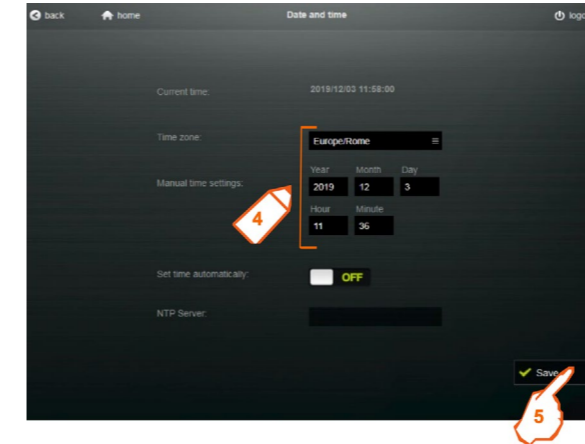 back home Date and time logo
Current time: 2019/12/03 11:58:00
Time zone: Europe/Rome
Year Month Day
Manual time settings: 2019 12 3
4
Hour Minute
11 36
Set time automatically: OFF
NTP Server:
Save
5